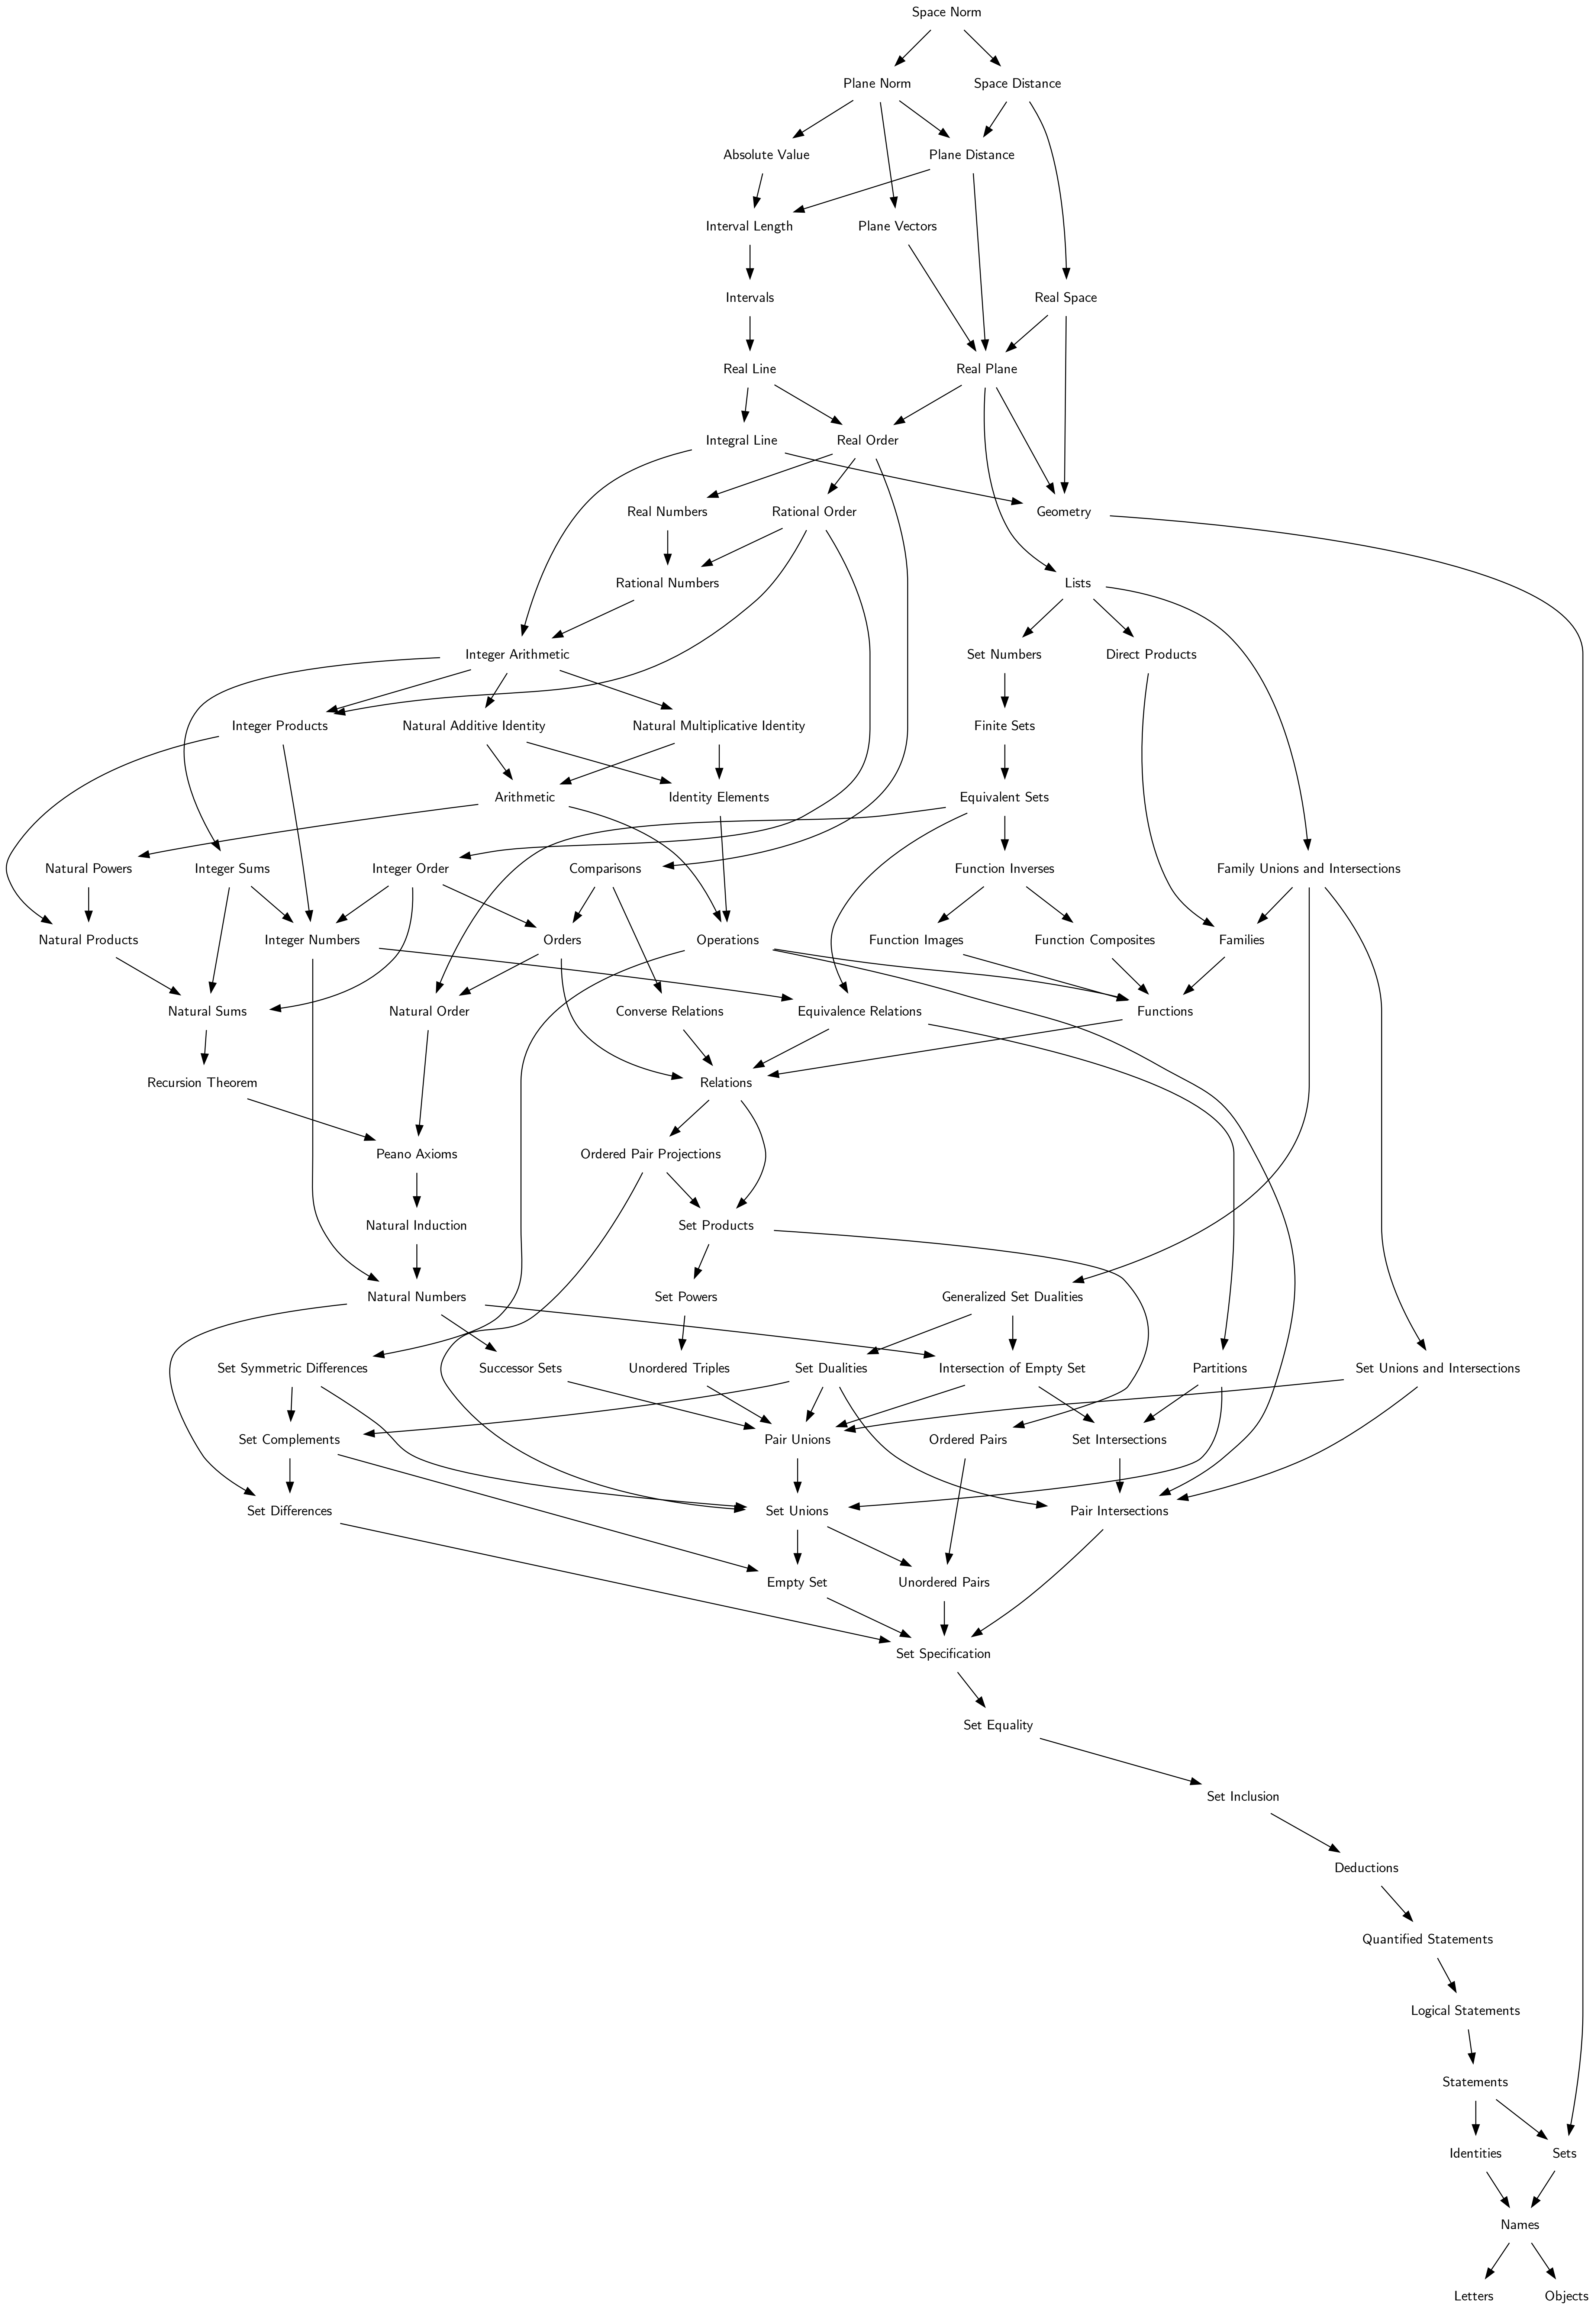 Space Norm
Plane Norm
Space Distance
Absolute Value
Plane Distance
Interval Length
Plane Vectors
Intervals
Real Space
Real Line
Real Plane
Integral Line
Real Order
Real Numbers
Rational Order
Geometry
Rational Numbers
Lists
Integer Arithmetic
Set Numbers
Direct Products
Integer Products
Natural Additive Identity
Natural Multiplicative Identity
Finite Sets
Arithmetic
Identity Elements
Equivalent Sets
Natural Powers
Integer Sums
Integer Order
Comparisons
Function Inverses
Family Unions and Intersections
Natural Products
Integer Numbers
Orders
Operations
Function Images
Function Composites
Families
Natural Sums
Natural Order
Converse Relations
Equivalence Relations
Functions
Recursion Theorem
Relations
Peano Axioms
Ordered Pair Projections
Natural Induction
Set Products
Natural Numbers
Set Powers
Generalized Set Dualities
Set Symmetric Differences
Successor Sets
Unordered Triples
Set Dualities
Intersection of Empty Set
Partitions
Set Unions and Intersections
Set Complements
Pair Unions
Ordered Pairs
Set Intersections
Set Differences
Set Unions
Pair Intersections
Empty Set
Unordered Pairs
Set Specification
Set Equality
Set Inclusion
Deductions
Quantified Statements
Logical Statements
Statements
Identities
Sets
Names
Letters
Objects